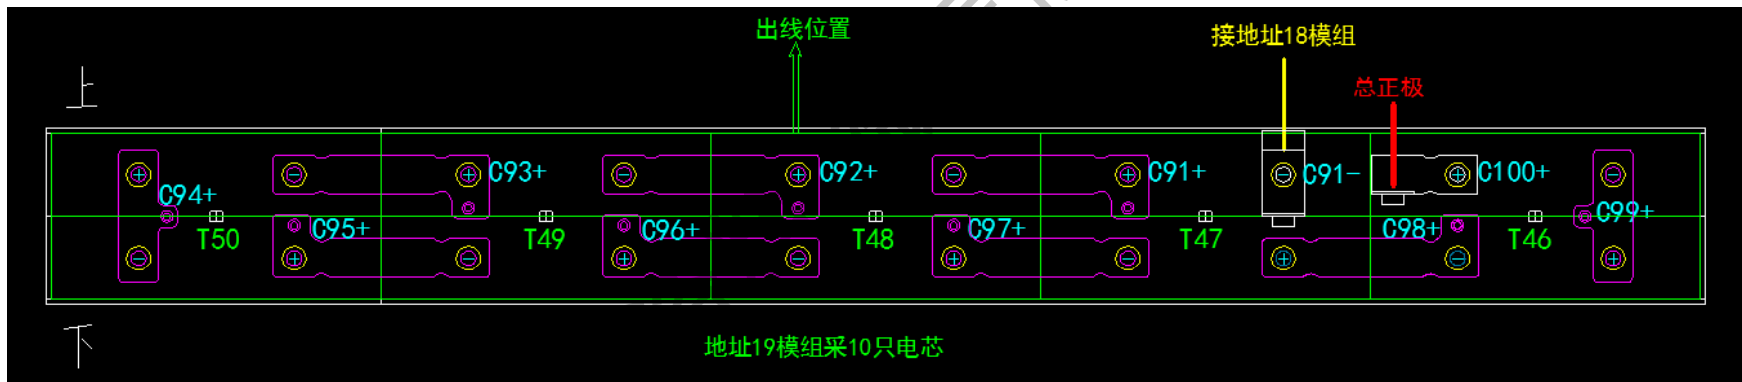 出线位置
接地址18模组
总正极
上
C94+
C93+
C92+
C91+
C91-
C100+
C99+
T50
C95+
T49
C96+
T48
C97+
T47
C98+
T46
下
地址19模组采10只电芯